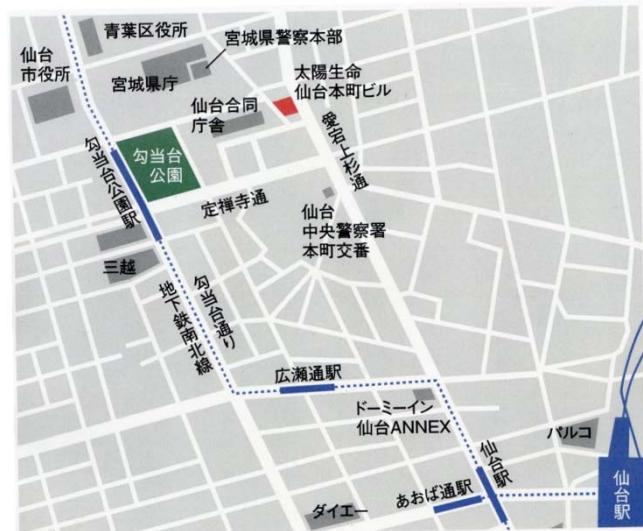 青葉区役所
宮城県警察本部
仙台
市役所
宮城県庁
太陽生命
仙台本町ビル
仙台合同
庁舎
愛宕上杉通
勾当台
公園
勾当台公園駅
定禅寺通
仙台
中央警察署
本町交番
三越
地下鉄南北線
勾当台通り
広瀬通駅
ドーミーイン
仙台ANNEX
仙台駅
パルコ
仙台駅
あおば通駅
ダイエー